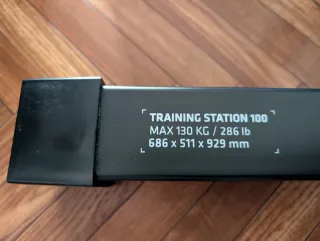 TRAINING STATION 100
MAX 130 KG / 286 lb
686 x 511 x 929 mm